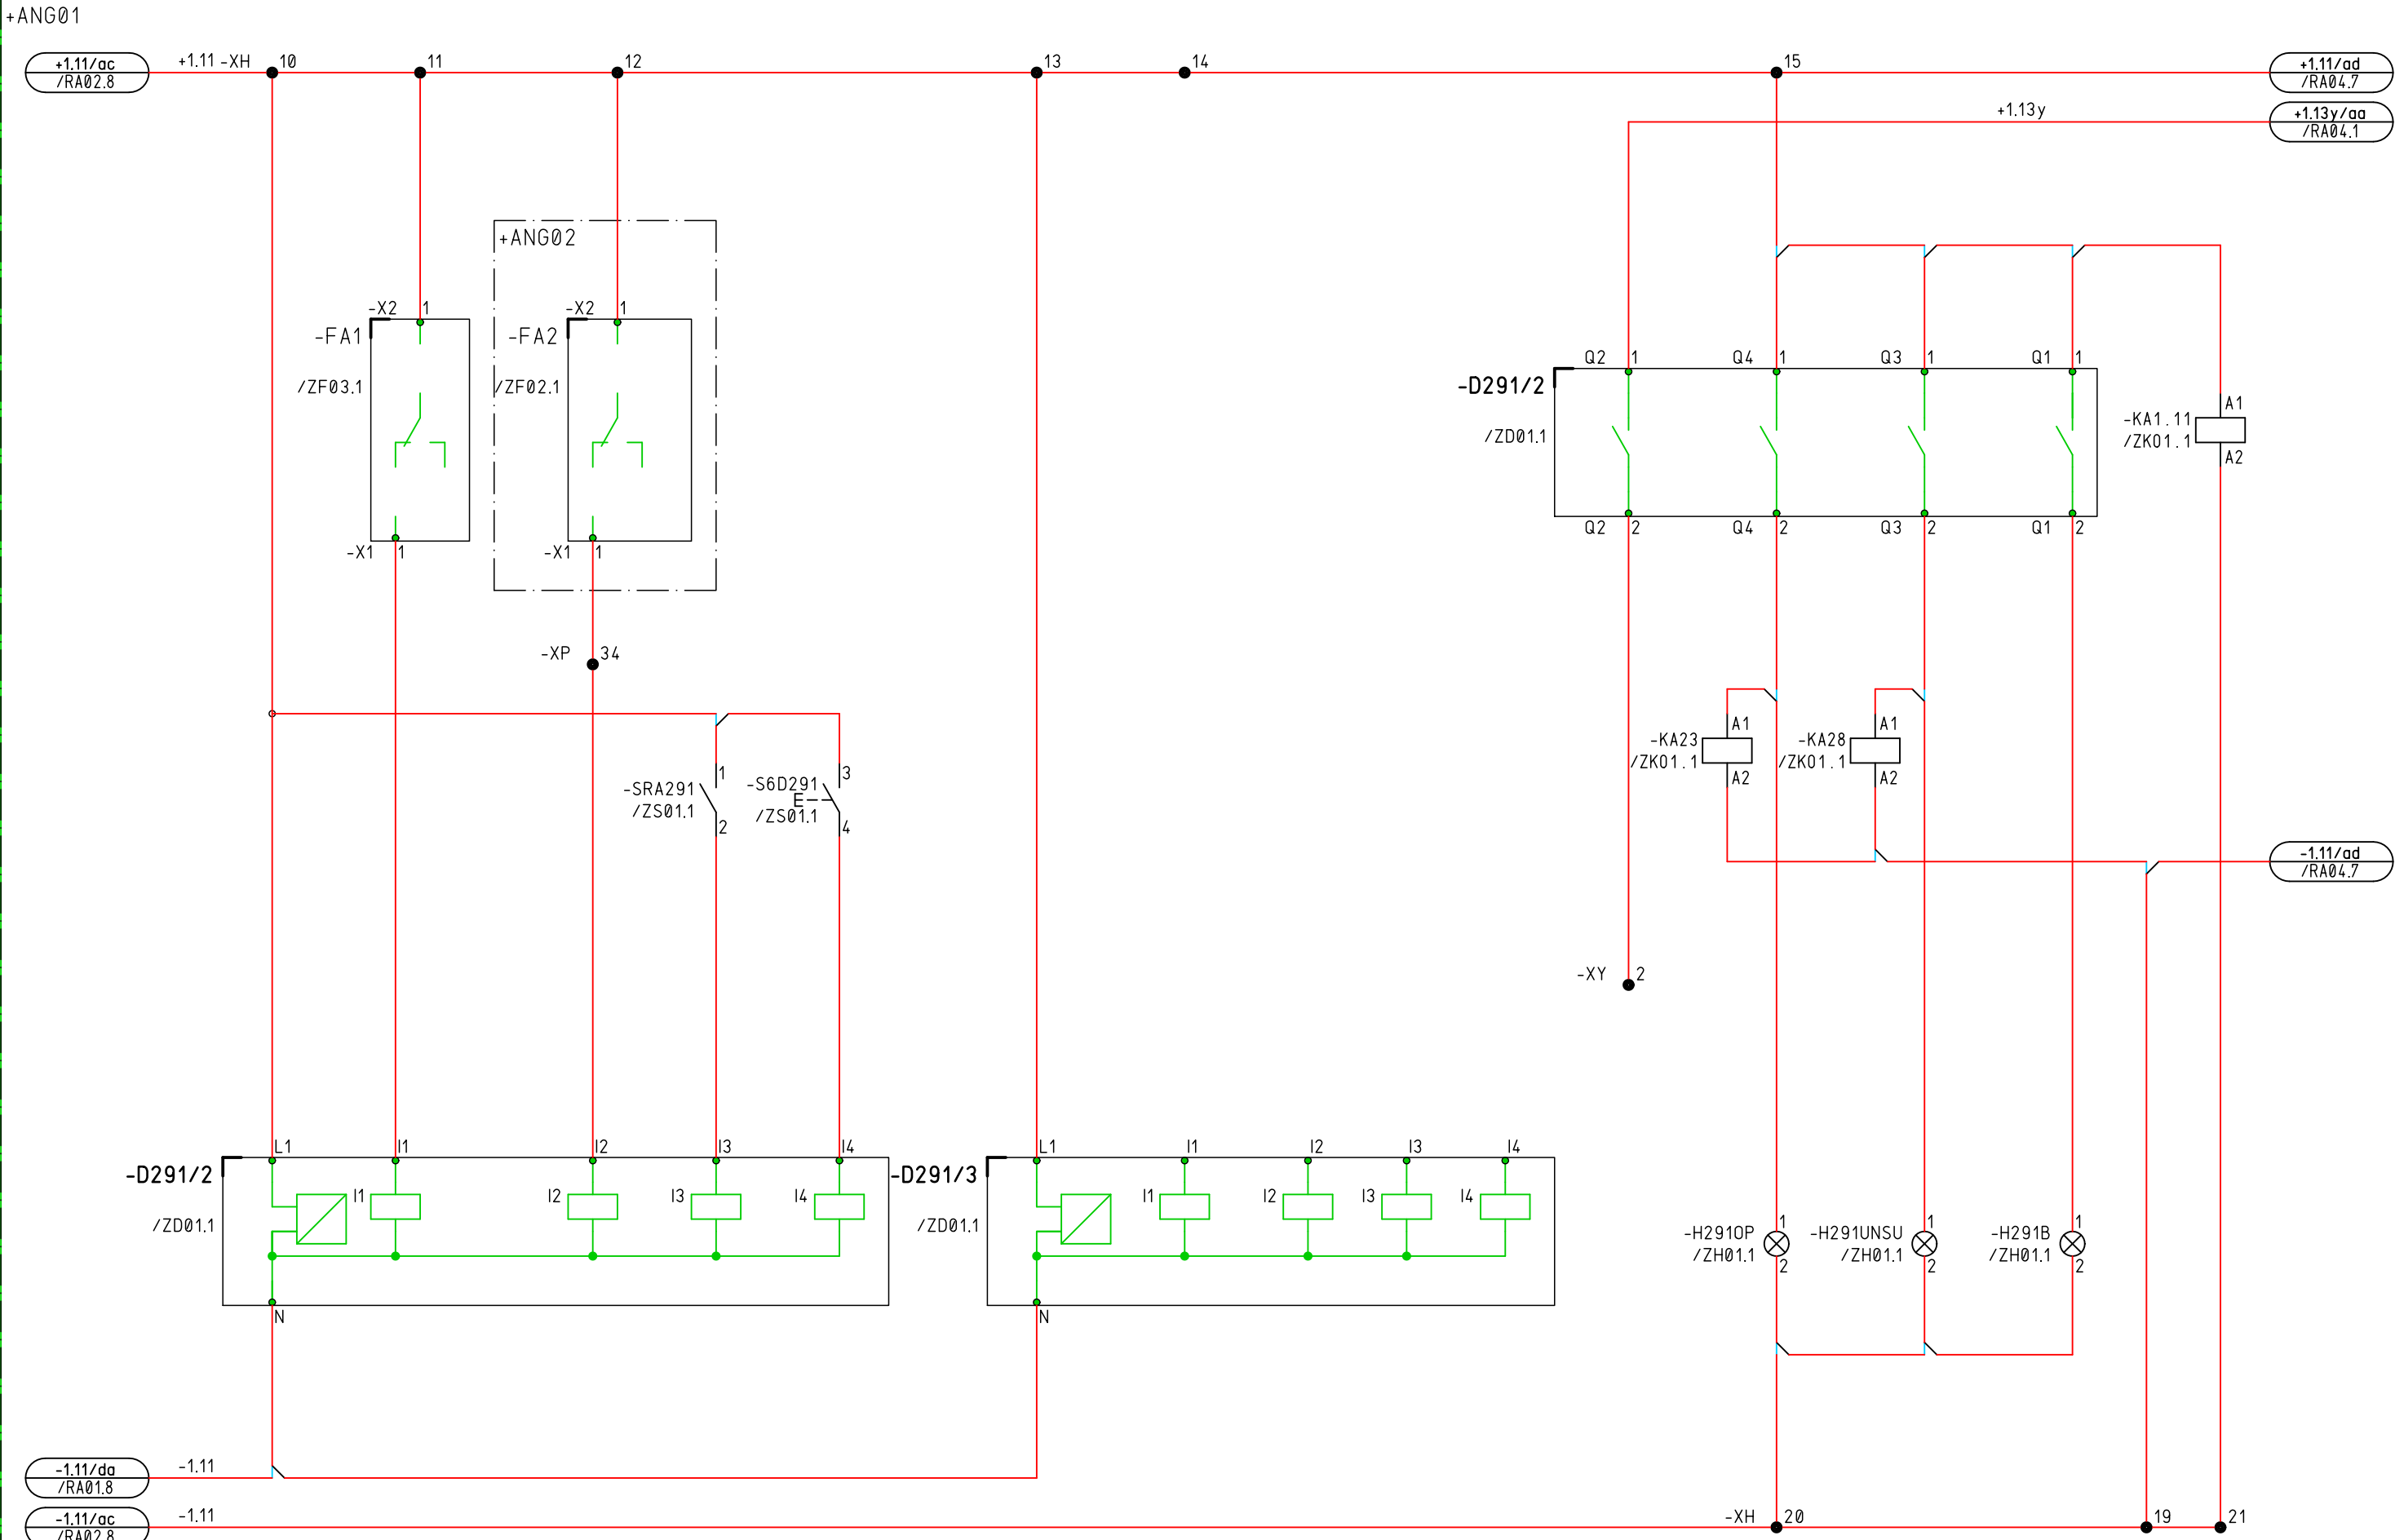 +ANG01
+1.11/ac
/RA02.8
+1.11 -XH 10 11 12 13 14 15
+1.11/ad
/RA04.7
+1.13y
+1.13y/aa
/RA04.1
+ANG02
-X2 1
-FA1
/ZF03.1
-X1 1
-X2 1
-FA2
/ZF02.1
-X1 1
-XP 34
Q2 1 Q4 1 Q3 1 Q1 1
-D291/2
/ZD01.1
Q2 2 Q4 2 Q3 2 Q1 2
A1
-KA1.11
/ZK01.1
A2
1
-SRA291
/ZS01.1
2
3
-S6D291
/ZS01.1
4
A1
-KA23
/ZK01.1
A2
A1
-KA28
/ZK01.1
A2
-1.11/ad
/RA04.7
-XY 2
L1 I1 I2 I3 I4
-D291/2
I1 I2 I3 I4
/ZD01.1
N
L1 I1 I2 I3 I4
-D291/3
I1 I2 I3 I4
/ZD01.1
N
1
-H291OP
/ZH01.1
2
1
-H291UNSU
/ZH01.1
2
1
-H291B
/ZH01.1
2
-1.11/da
/RA01.8
-1.11
-1.11/ac
/RA02.8
-1.11
-XH 20 19 21